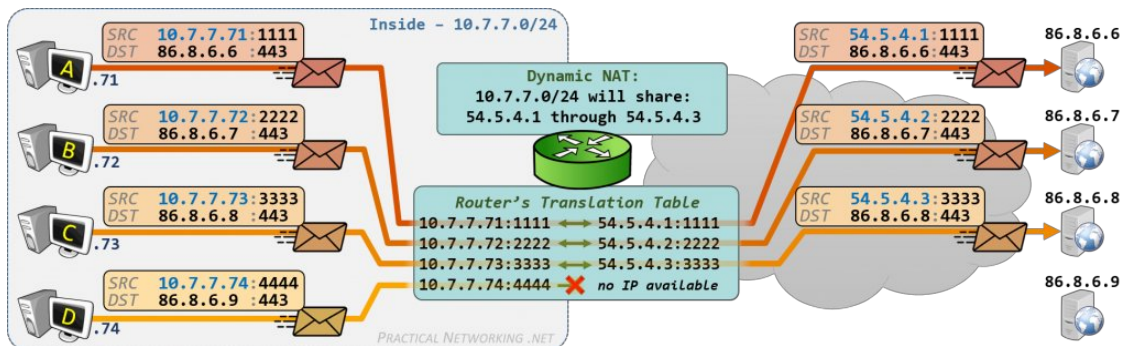 Inside – 10.7.7.0/24
SRC 10.7.7.71:1111
DST 86.8.6.6 :443
A
.71
SRC 10.7.7.72:2222
DST 86.8.6.7 :443
B
.72
SRC 10.7.7.73:3333
DST 86.8.6.8 :443
C
.73
SRC 10.7.7.74:4444
DST 86.8.6.9 :443
D
.74
Dynamic NAT:
10.7.7.0/24 will share:
54.5.4.1 through 54.5.4.3
Router's Translation Table
10.7.7.71:1111 54.5.4.1:1111
10.7.7.72:2222 54.5.4.2:2222
10.7.7.73:3333 54.5.4.3:3333
10.7.7.74:4444 no IP available
PRACTICAL NETWORKING .NET
SRC 54.5.4.1:1111
DST 86.8.6.6:443
86.8.6.6
SRC 54.5.4.2:2222
DST 86.8.6.7:443
86.8.6.7
SRC 54.5.4.3:3333
DST 86.8.6.8:443
86.8.6.8
86.8.6.9